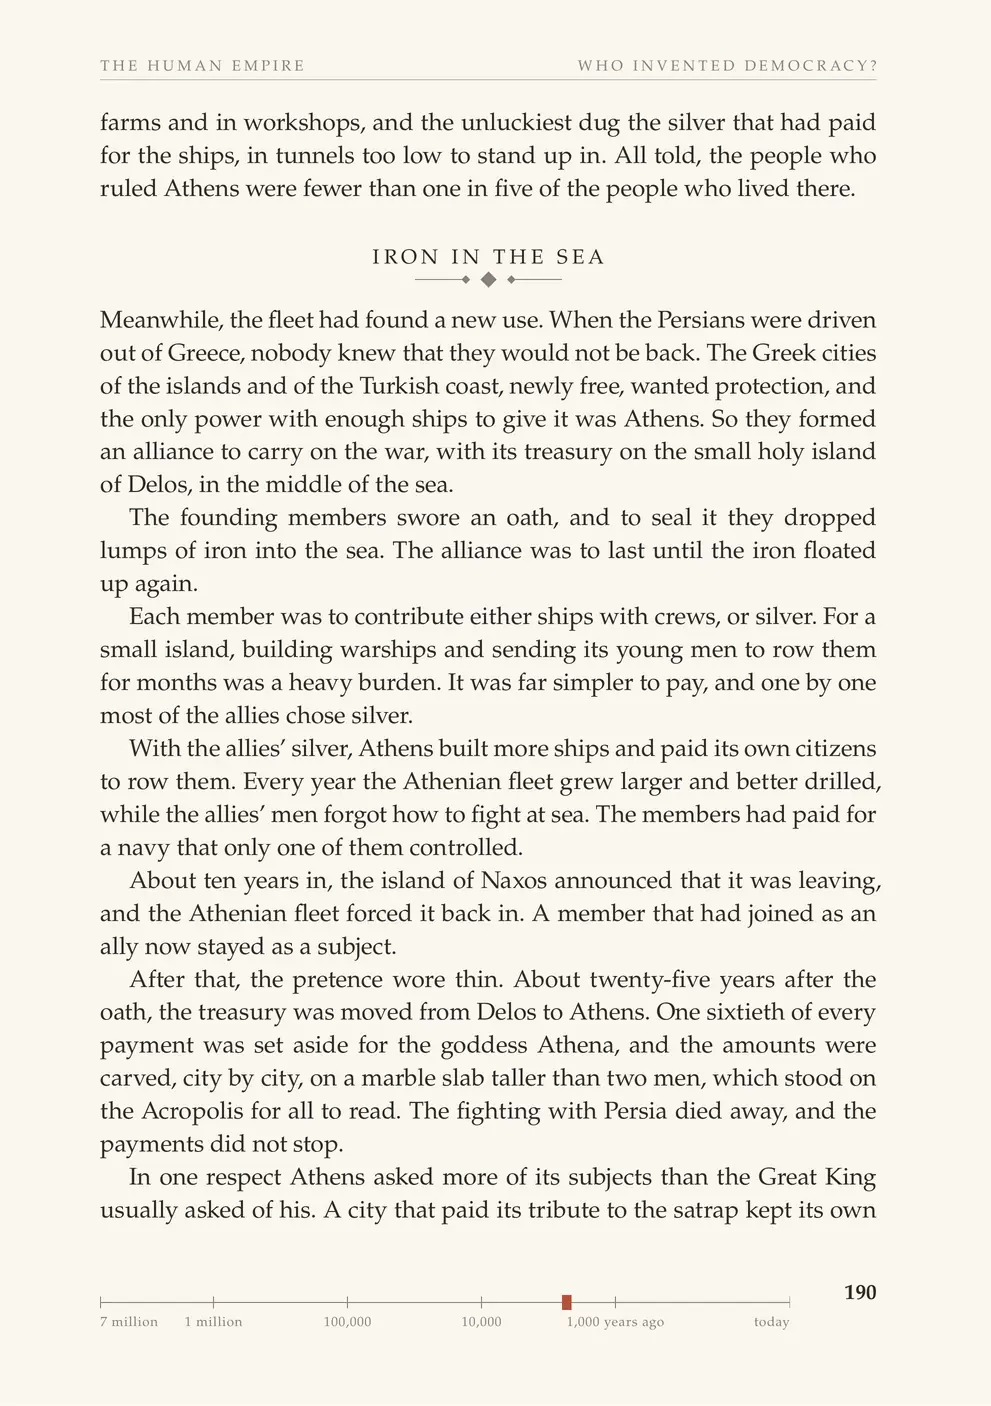 THE HUMAN EMPIRE
WHO INVENTED DEMOCRACY?
farms and in workshops, and the unluckiest dug the silver that had paid
for the ships, in tunnels too low to stand up in. All told, the people who
ruled Athens were fewer than one in five of the people who lived there.
IRON IN THE SEA
Meanwhile, the fleet had found a new use. When the Persians were driven
out of Greece, nobody knew that they would not be back. The Greek cities
of the islands and of the Turkish coast, newly free, wanted protection, and
the only power with enough ships to give it was Athens. So they formed
an alliance to carry on the war, with its treasury on the small holy island
of Delos, in the middle of the sea.
The founding members swore an oath, and to seal it they dropped
lumps of iron into the sea. The alliance was to last until the iron floated
up again.
Each member was to contribute either ships with crews, or silver. For a
small island, building warships and sending its young men to row them
for months was a heavy burden. It was far simpler to pay, and one by one
most of the allies chose silver.
With the allies’ silver, Athens built more ships and paid its own citizens
to row them. Every year the Athenian fleet grew larger and better drilled,
while the allies’ men forgot how to fight at sea. The members had paid for
a navy that only one of them controlled.
About ten years in, the island of Naxos announced that it was leaving,
and the Athenian fleet forced it back in. A member that had joined as an
ally now stayed as a subject.
After that, the pretence wore thin. About twenty-five years after the
oath, the treasury was moved from Delos to Athens. One sixtieth of every
payment was set aside for the goddess Athena, and the amounts were
carved, city by city, on a marble slab taller than two men, which stood on
the Acropolis for all to read. The fighting with Persia died away, and the
payments did not stop.
In one respect Athens asked more of its subjects than the Great King
usually asked of his. A city that paid its tribute to the satrap kept its own
190
7 million 1 million 100,000 10,000 1,000 years ago today